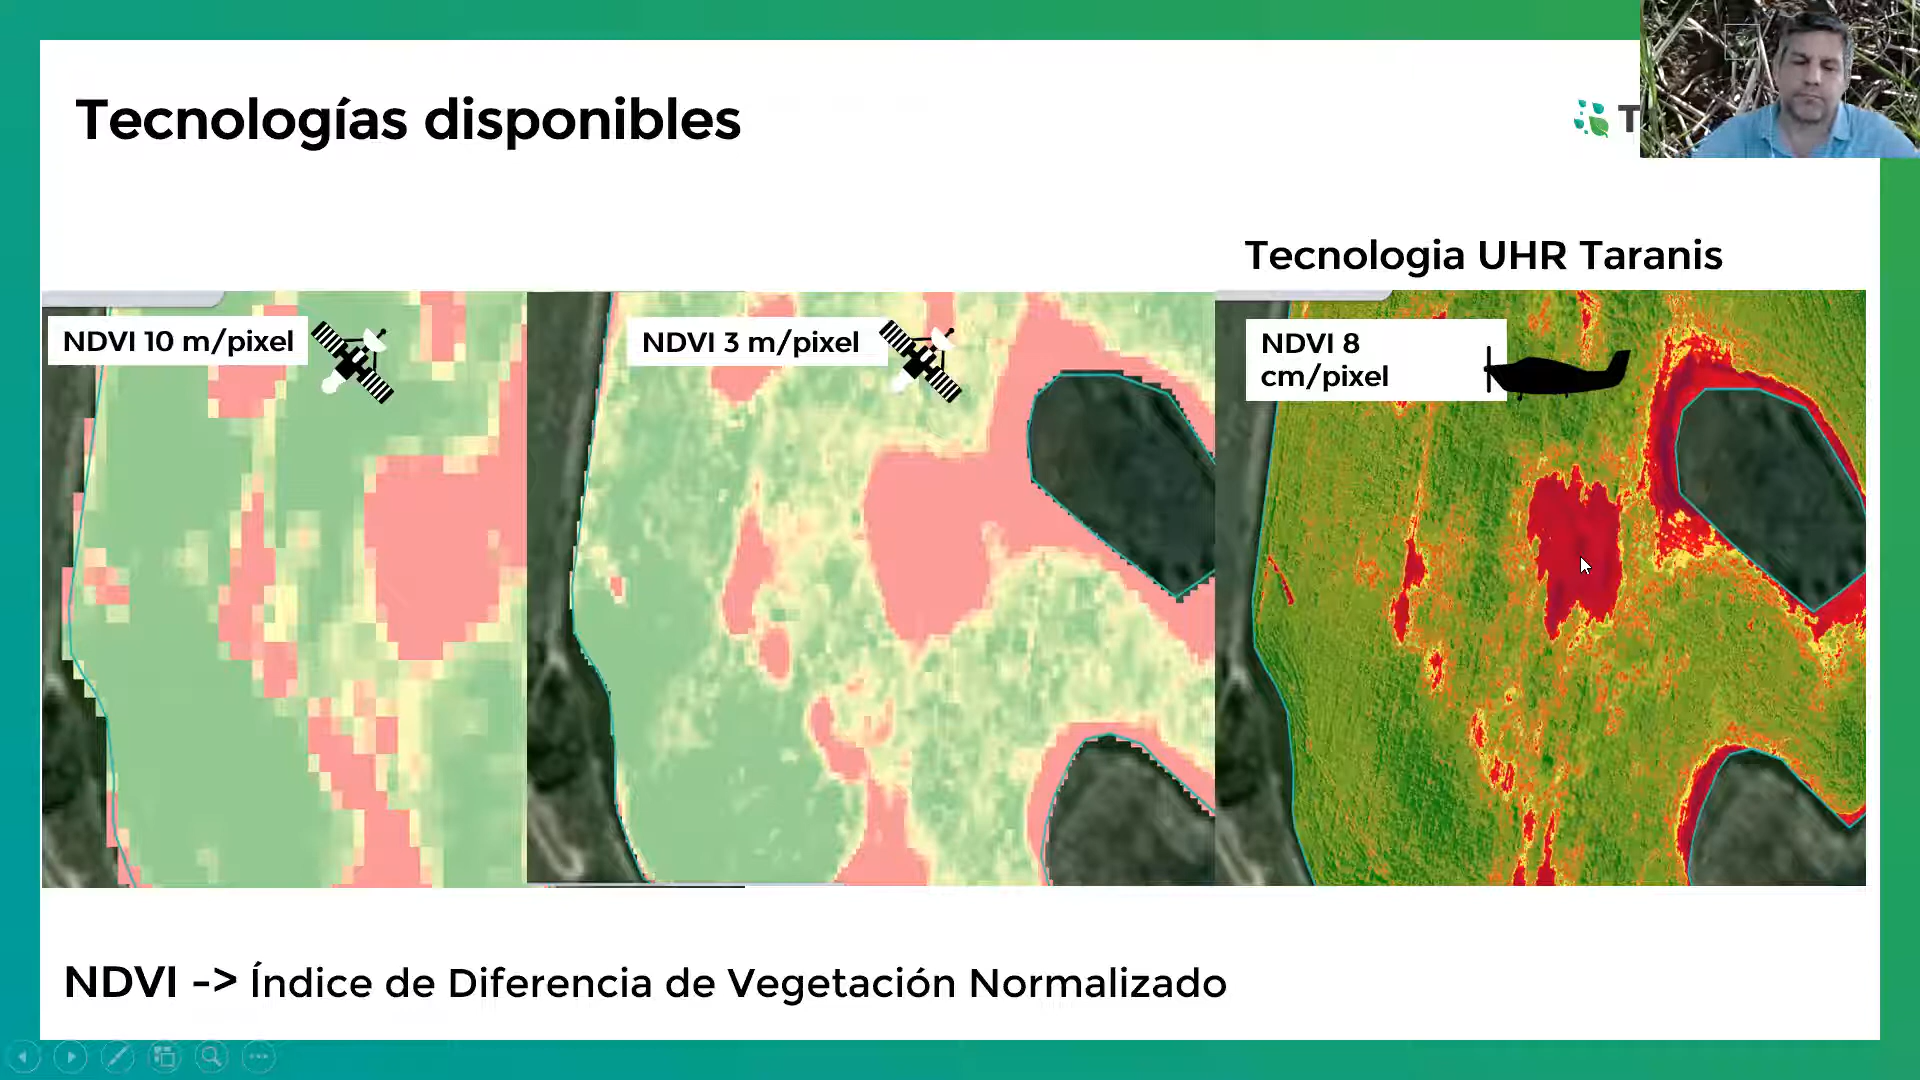 Tecnologías disponibles
T
Tecnologia UHR Taranis
NDVI 10 m/pixel
NDVI 3 m/pixel
NDVI 8
cm/pixel
NDVI -> Índice de Diferencia de Vegetación Normalizado